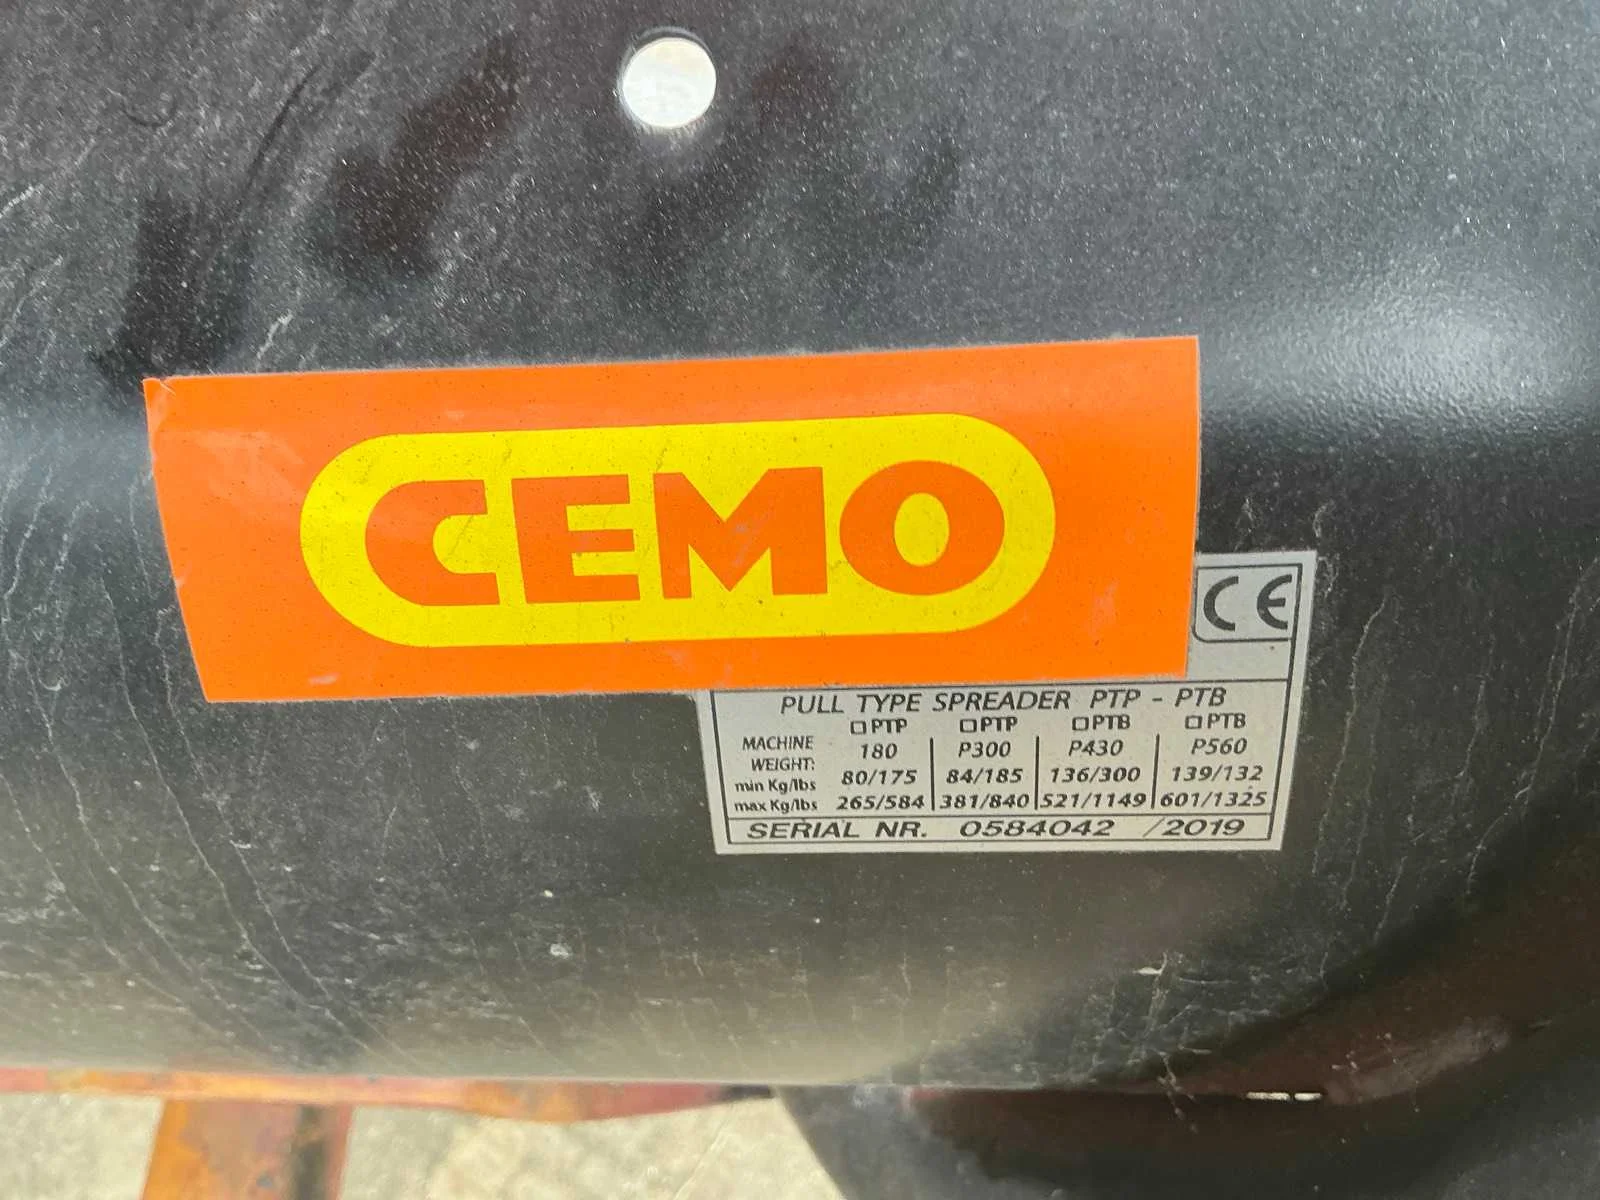 CEMO
CE
PULL TYPE SPREADER PTP - PTB
PTP PTP PTB PTB
MACHINE 180 P300 P430 P560
WEIGHT:
min Kg/lbs 80/175 84/185 136/300 139/132
max Kg/lbs 265/584 381/840 521/1149 601/1325
SERIAL NR. 0584042 /2019